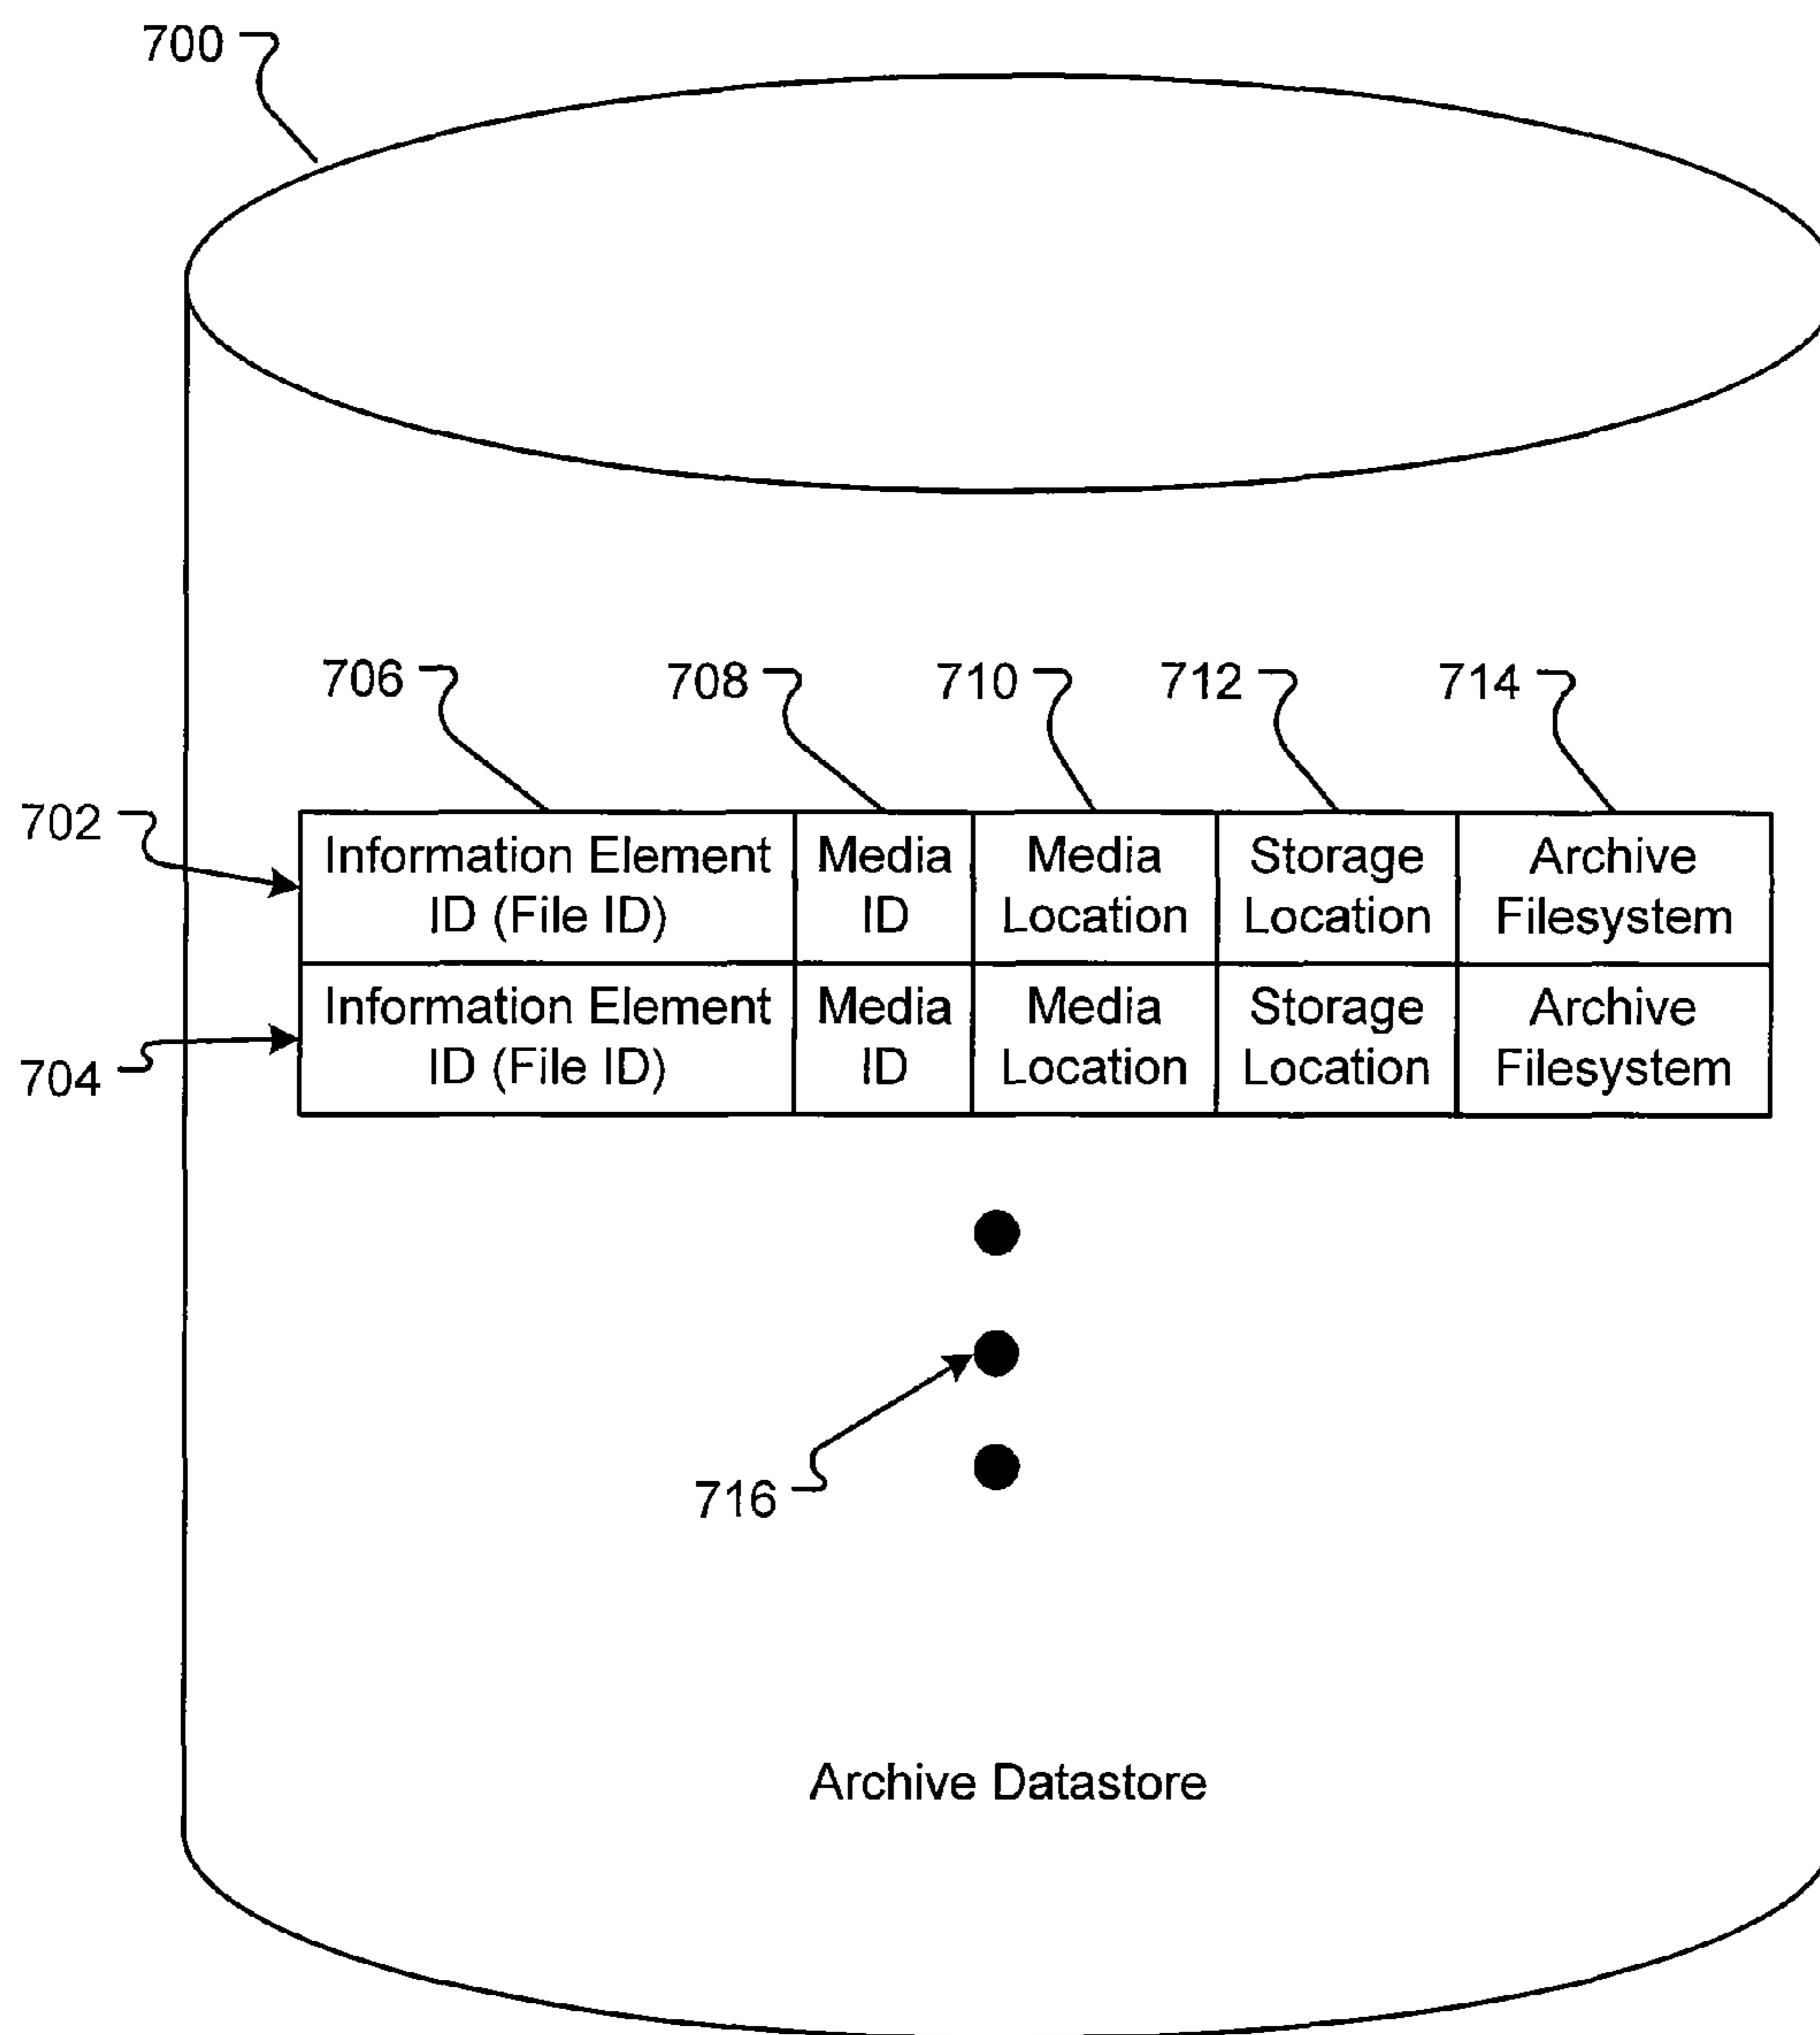 700
706 708 710 712 714
702
Information Element Media Media Storage Archive
ID (File ID) ID Location Location Filesystem
Information Element Media Media Storage Archive
ID (File ID) ID Location Location Filesystem
704
716
Archive Datastore